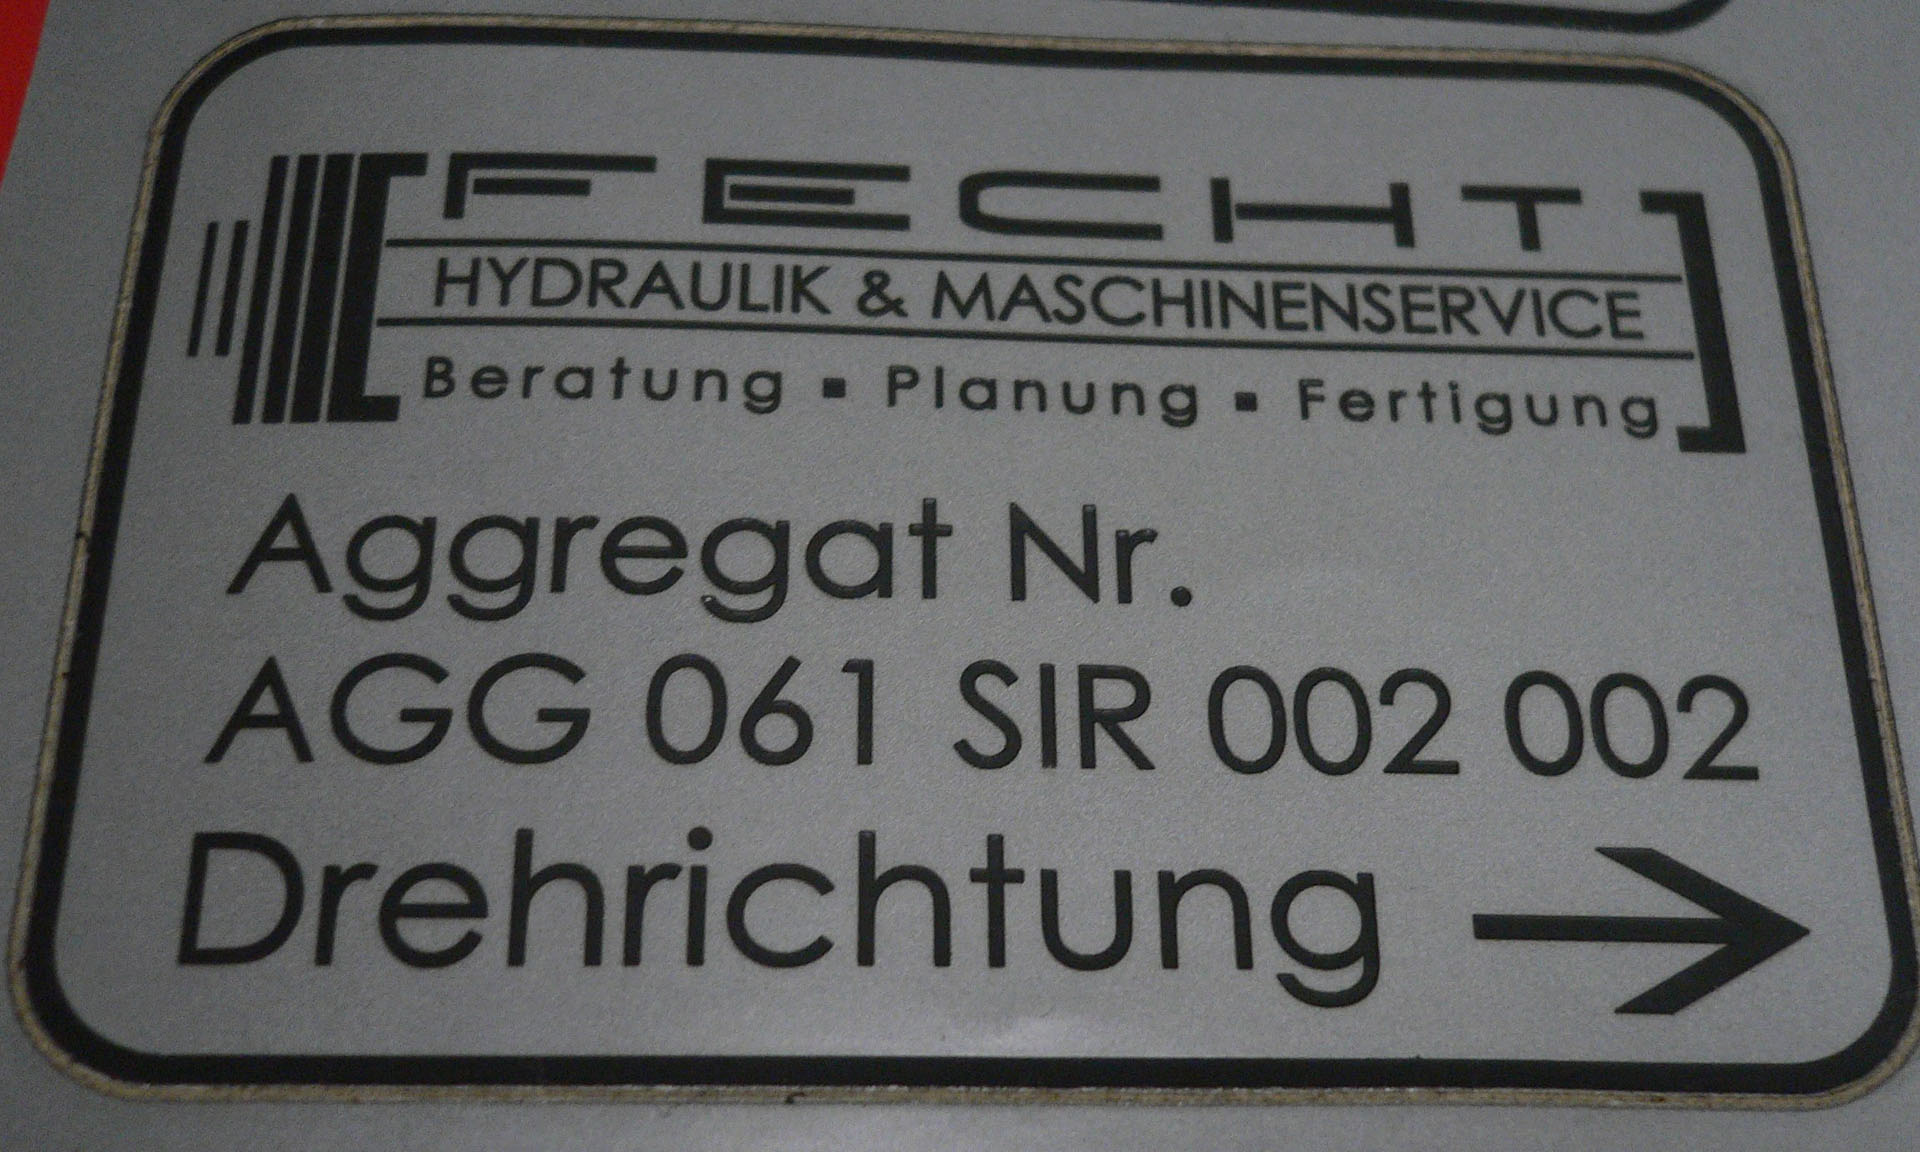 FECHT
HYDRAULIK & MASCHINENSERVICE
Beratung ▪ Planung ▪ Fertigung
Aggregat Nr.
AGG 061 SIR 002 002
Drehrichtung →